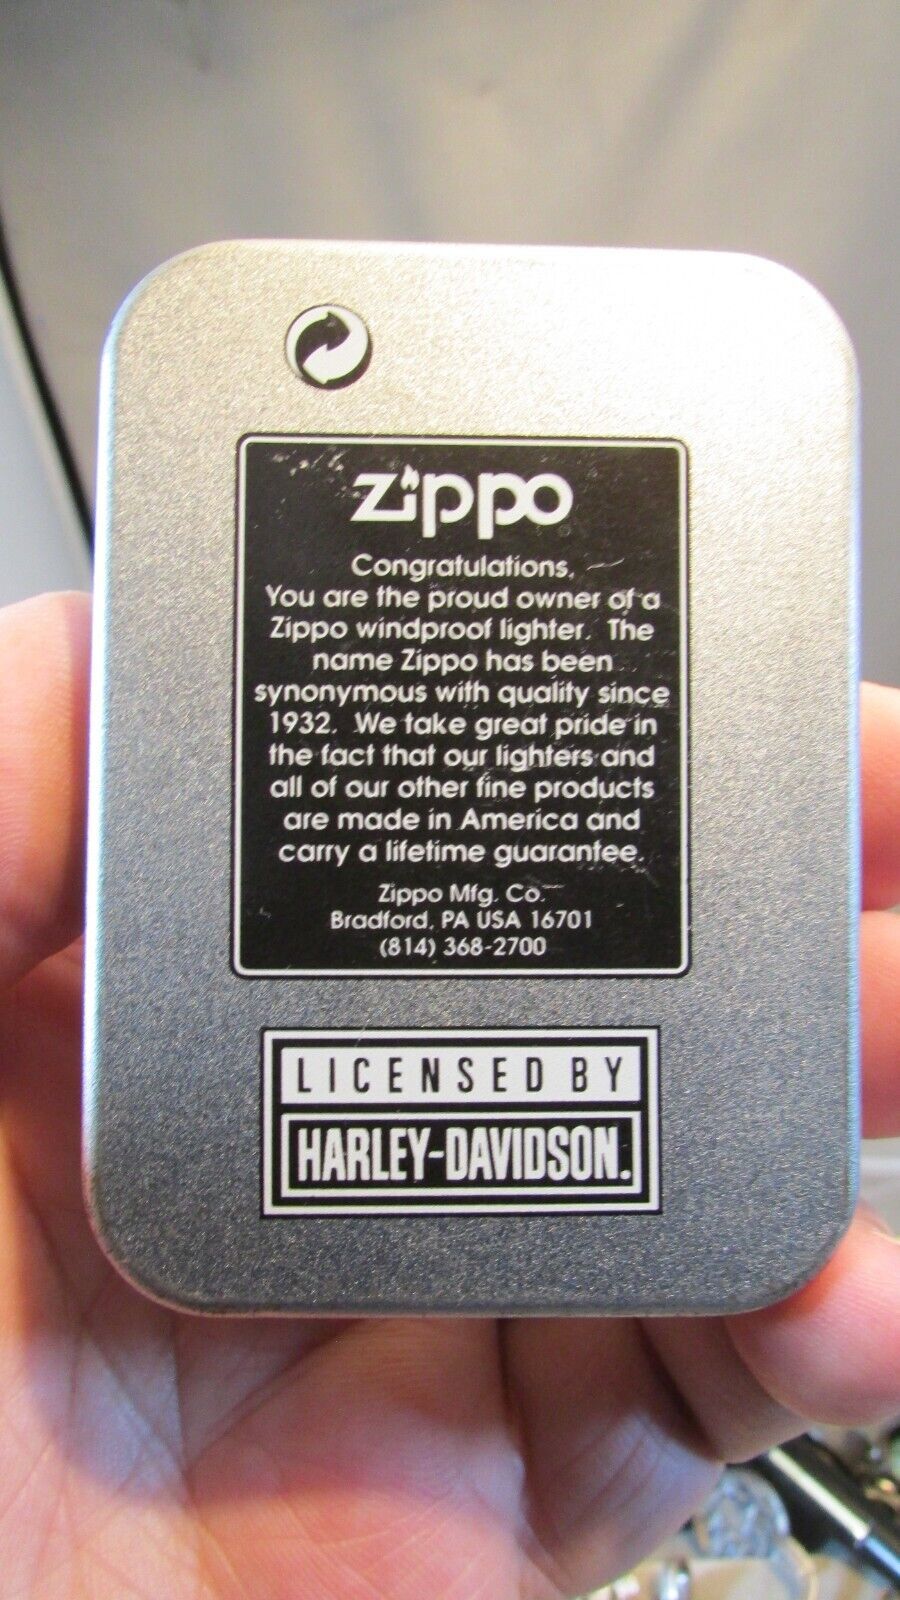 Zippo
Congratulations,
You are the proud owner of a
Zippo windproof lighter. The
name Zippo has been
synonymous with quality since
1932. We take great pride in
the fact that our lighters and
all of our other fine products
are made in America and
carry a lifetime guarantee.
Zippo Mfg. Co.
Bradford, PA USA 16701
(814) 368-2700
LICENSED BY
HARLEY-DAVIDSON.